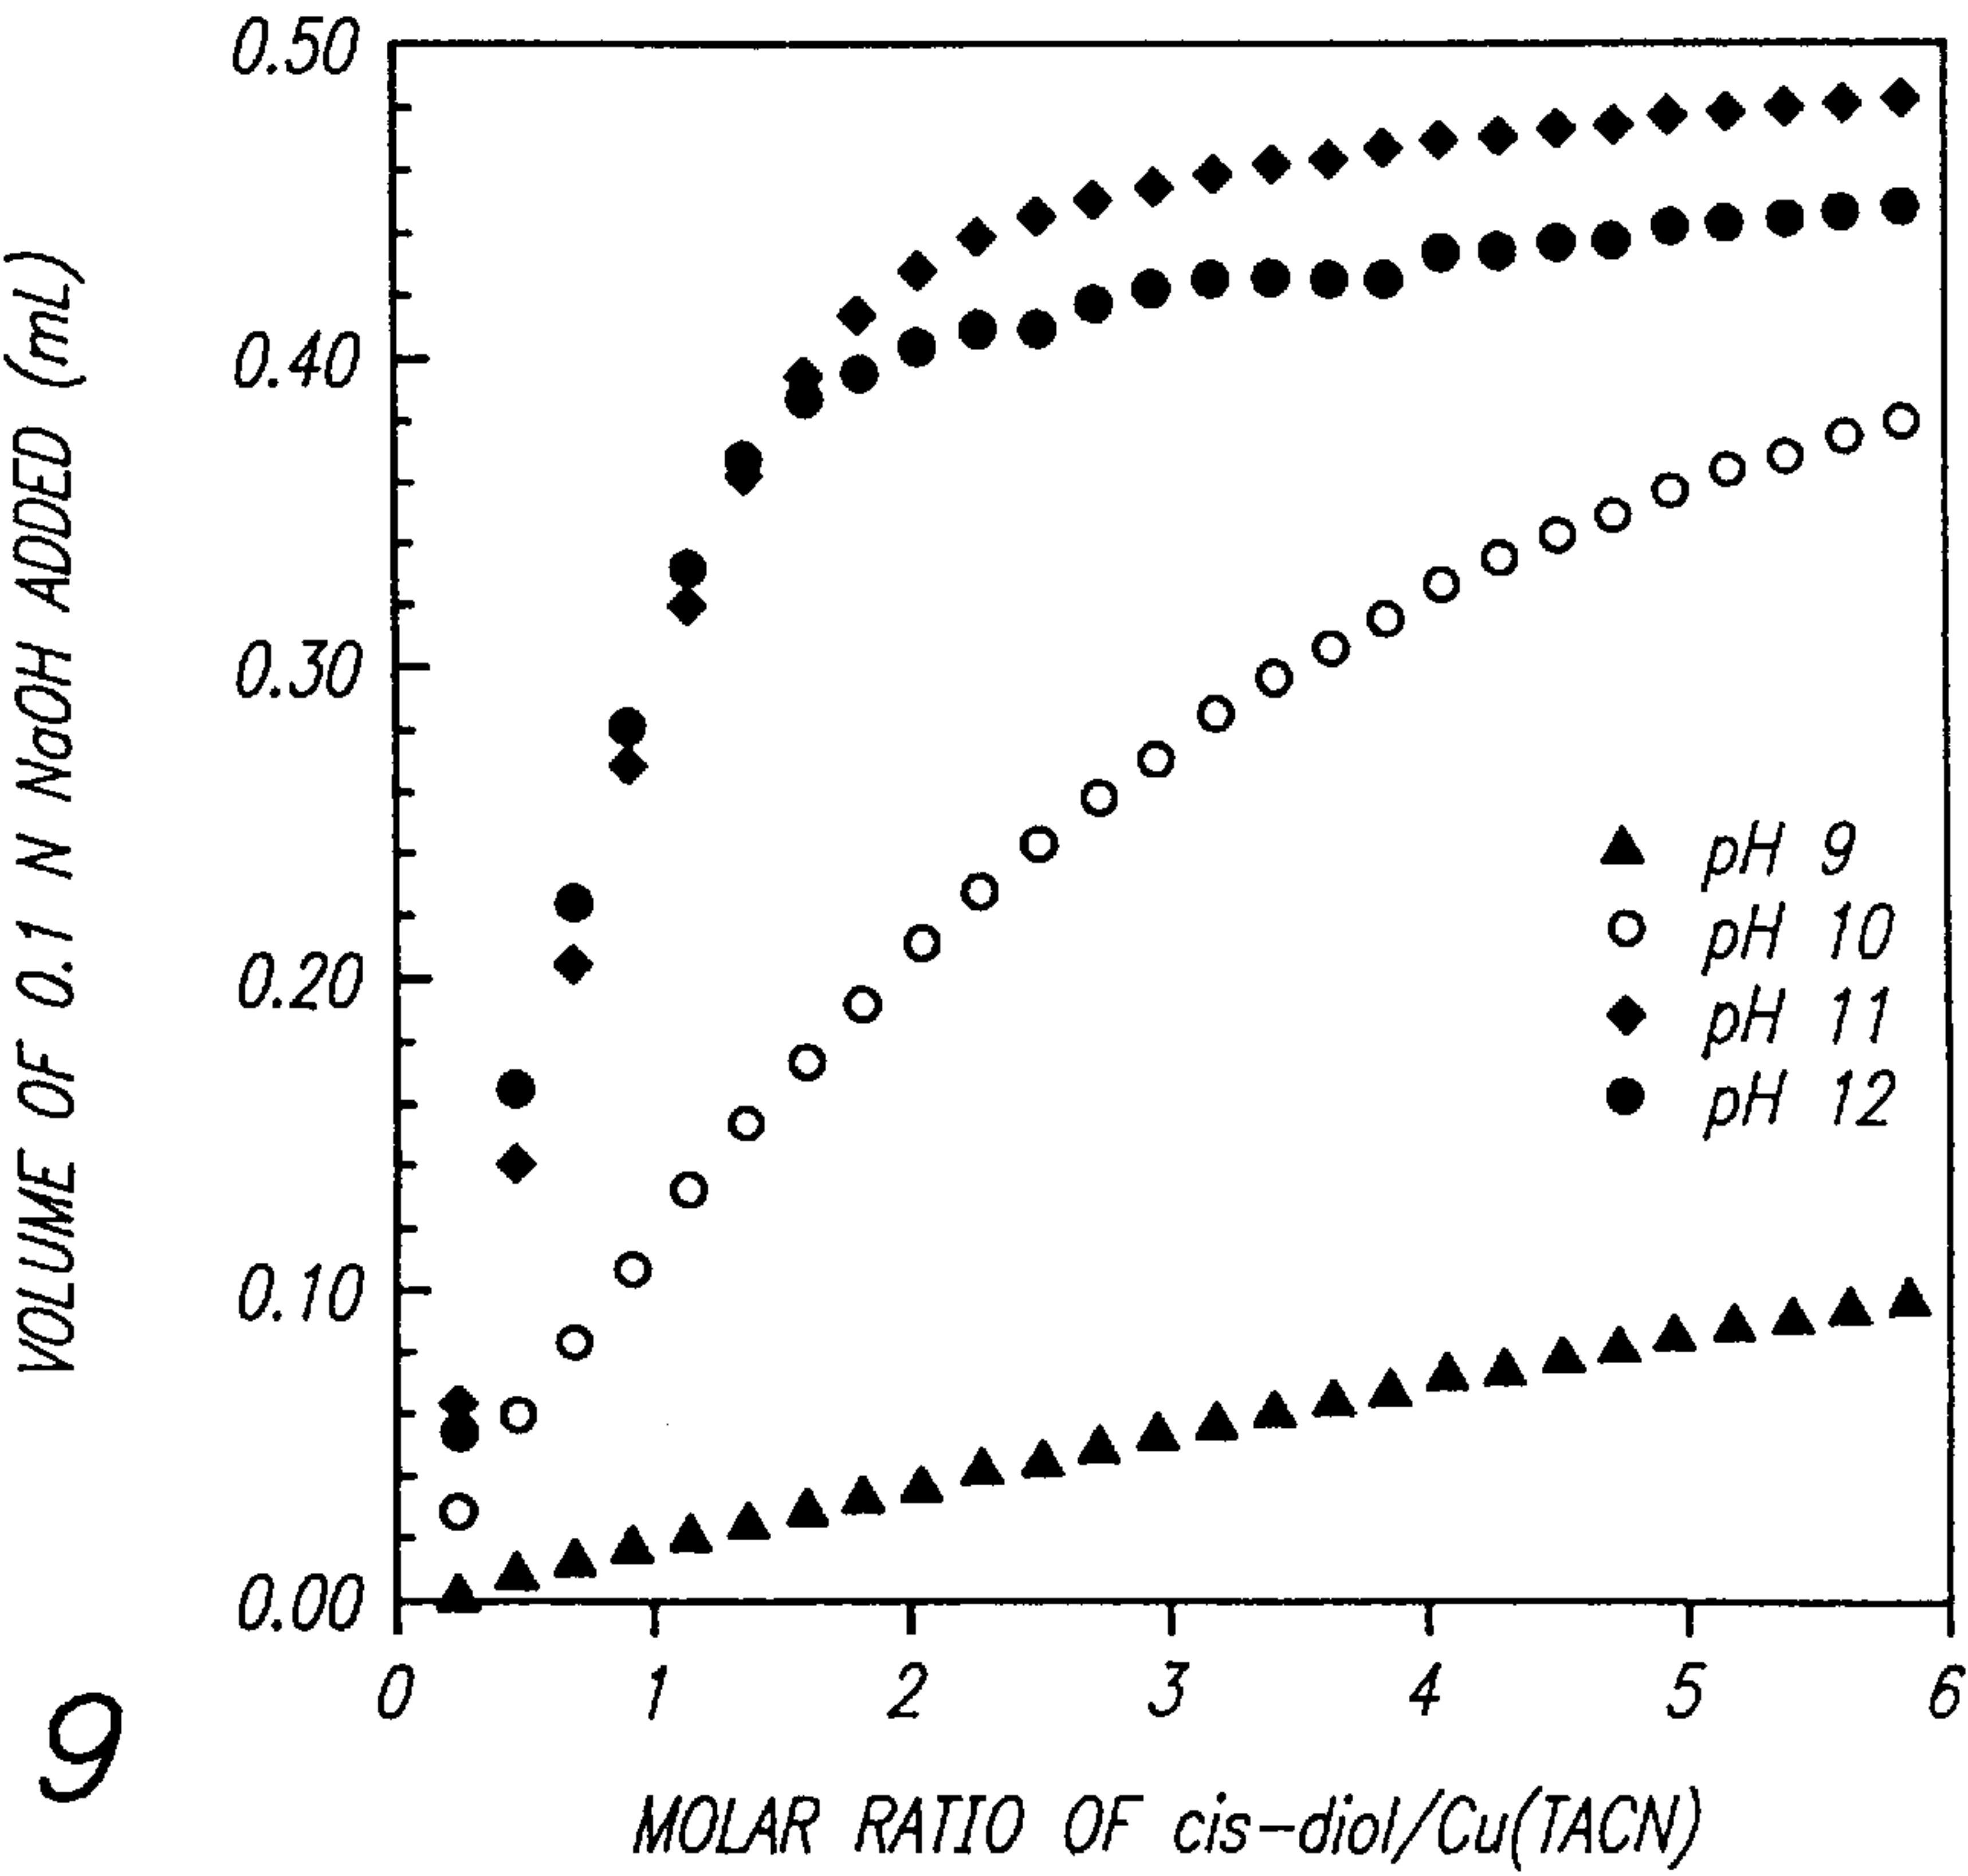 VOLUME OF 0.1 N NaOH ADDED (mL)
0.50
0.40
0.30
0.20
0.10
0.00
pH 9
pH 10
pH 11
pH 12
0 1 2 3 4 5 6
MOLAR RATIO OF cis-diol/Cu(TACN)
9